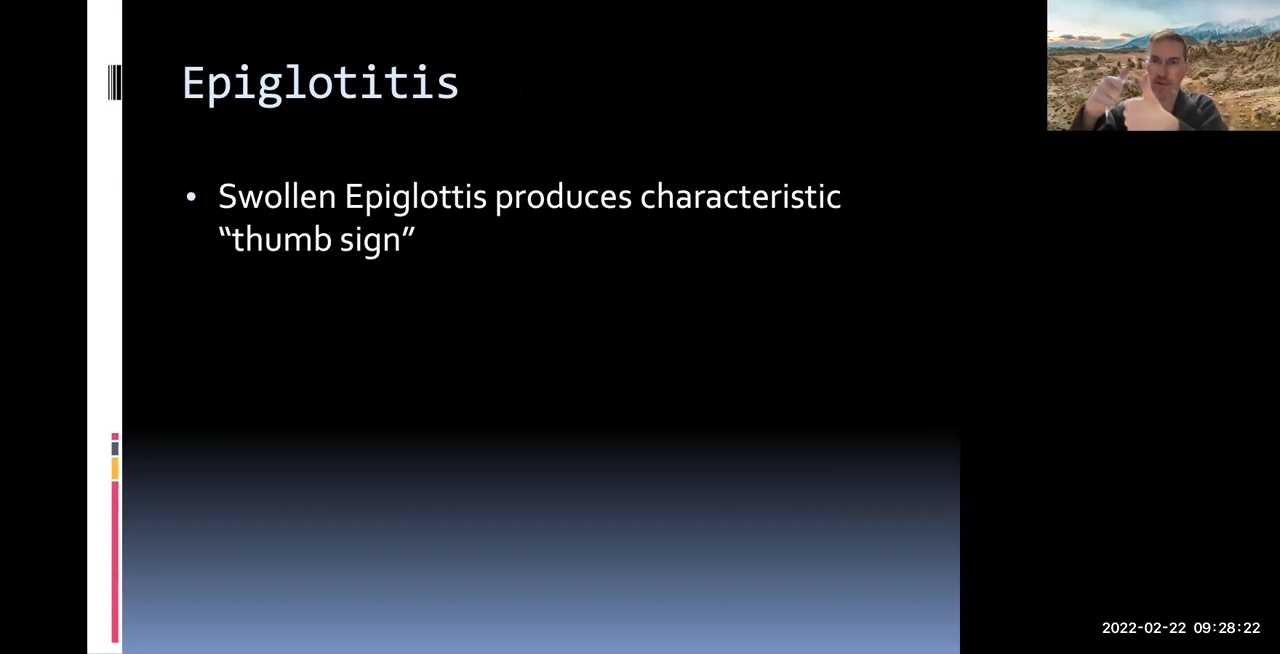 Epiglotitis
• Swollen Epiglottis produces characteristic
“thumb sign”
2022-02-22 09:28:22